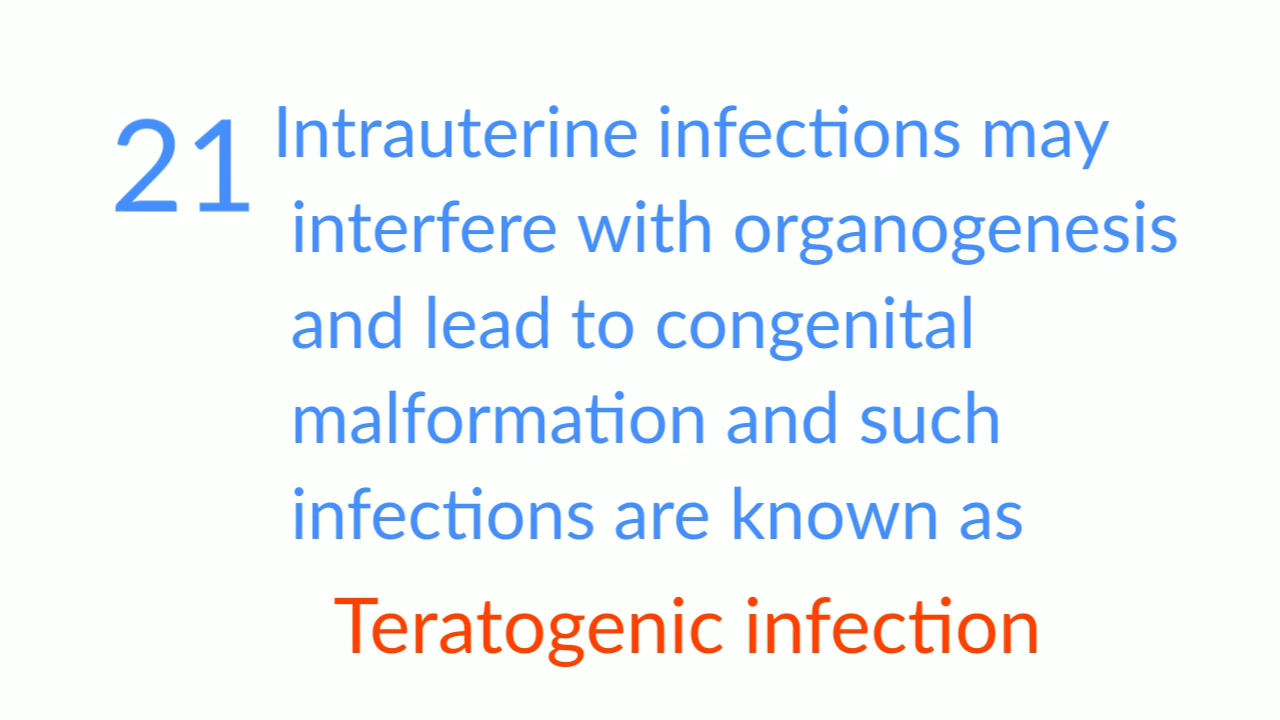 21 Intrauterine infections may
interfere with organogenesis
and lead to congenital
malformation and such
infections are known as
Teratogenic infection